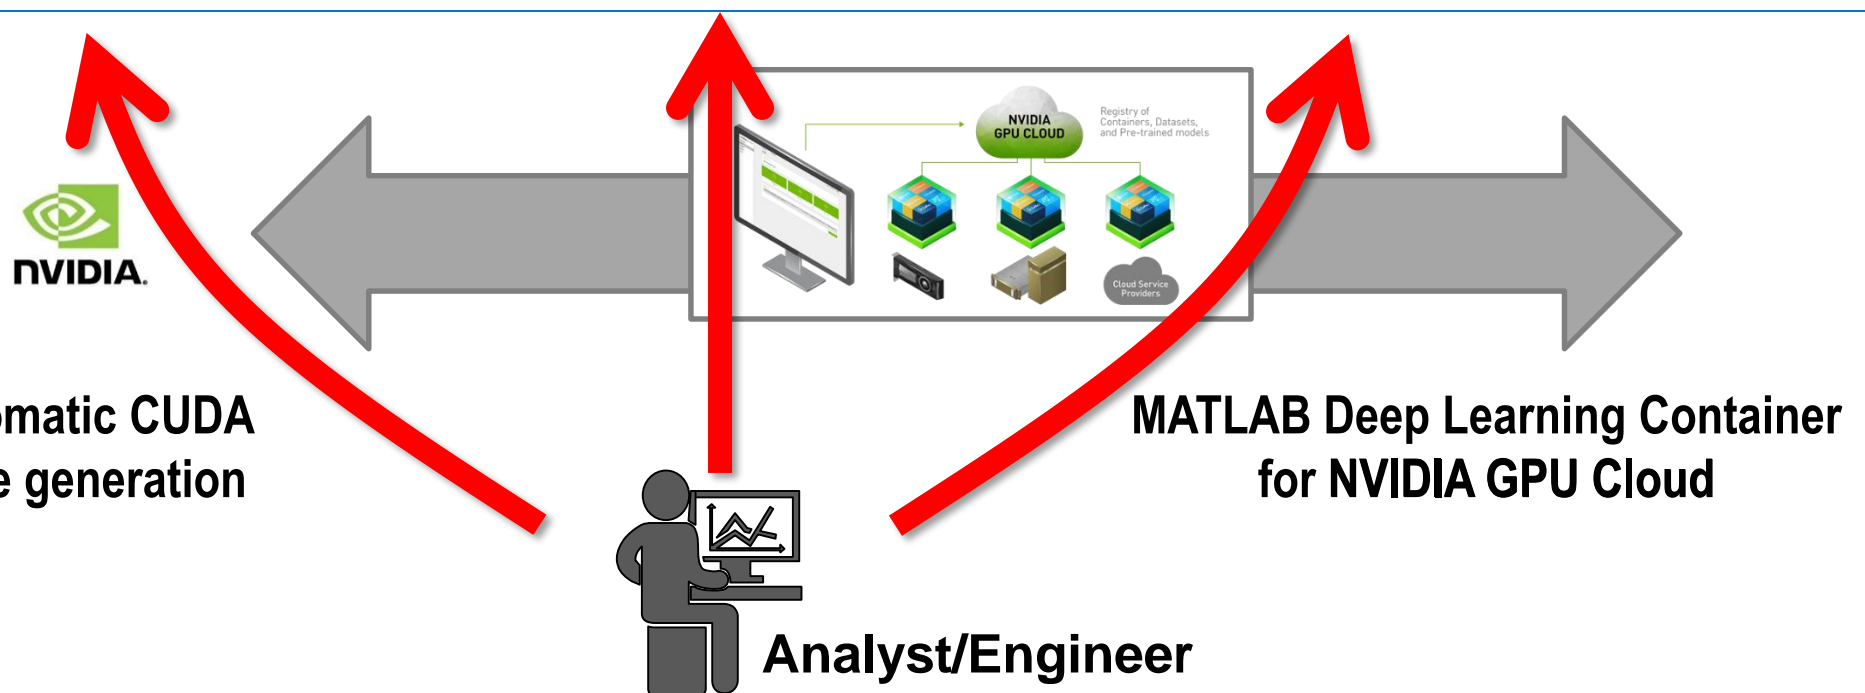 NVIDIA
GPU CLOUD
Registry of
Containers, Datasets,
and Pre-trained models
Cloud Service
Providers
NVIDIA.
omatic CUDA
e generation
MATLAB Deep Learning Container
for NVIDIA GPU Cloud
Analyst/Engineer